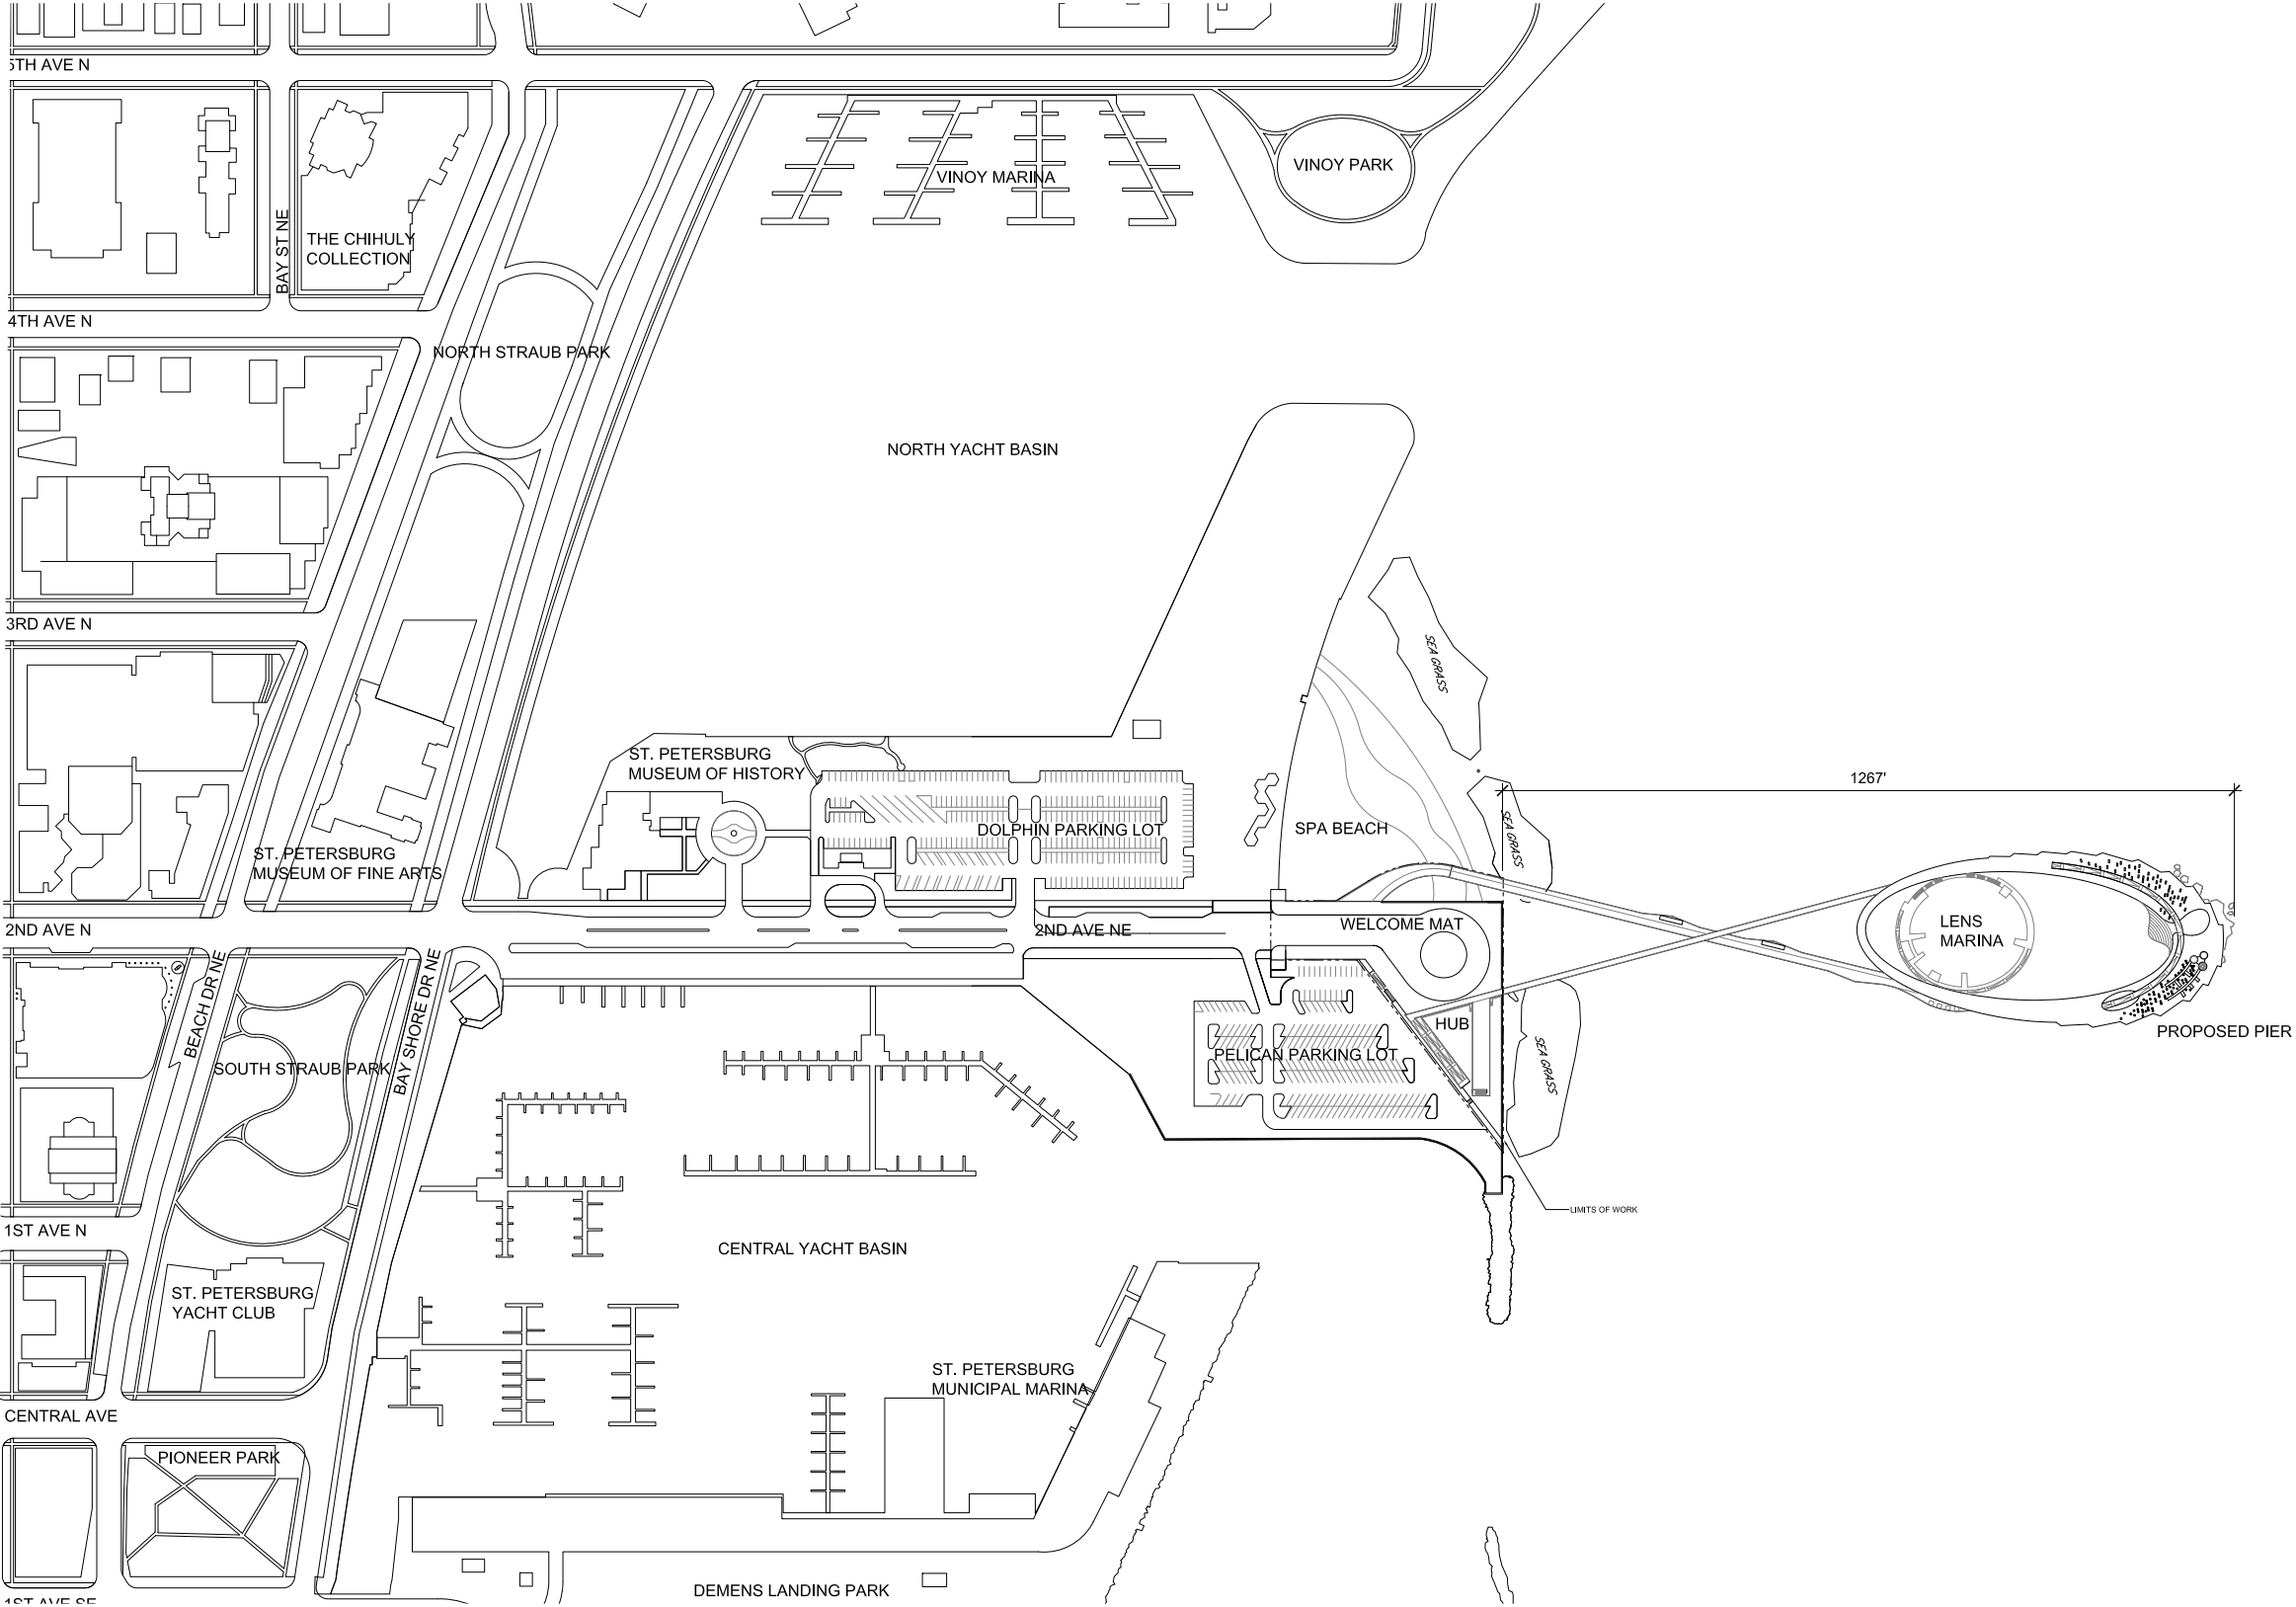 5TH AVE N
VINOY PARK
VINOY MARINA
BAY ST NE
THE CHIHULY
COLLECTION
4TH AVE N
NORTH STRAUB PARK
NORTH YACHT BASIN
3RD AVE N
SEA GRASS
ST. PETERSBURG
MUSEUM OF HISTORY
1267'
DOLPHIN PARKING LOT
SPA BEACH
SEA GRASS
ST. PETERSBURG
MUSEUM OF FINE ARTS
2ND AVE N
2ND AVE NE
WELCOME MAT
LENS
MARINA
BEACH DR NE
BAY SHORE DR NE
HUB
PROPOSED PIER
PELICAN PARKING LOT
SEA GRASS
SOUTH STRAUB PARK
LIMITS OF WORK
1ST AVE N
CENTRAL YACHT BASIN
ST. PETERSBURG
YACHT CLUB
ST. PETERSBURG
MUNICIPAL MARINA
CENTRAL AVE
PIONEER PARK
DEMENS LANDING PARK
1ST AVE SE